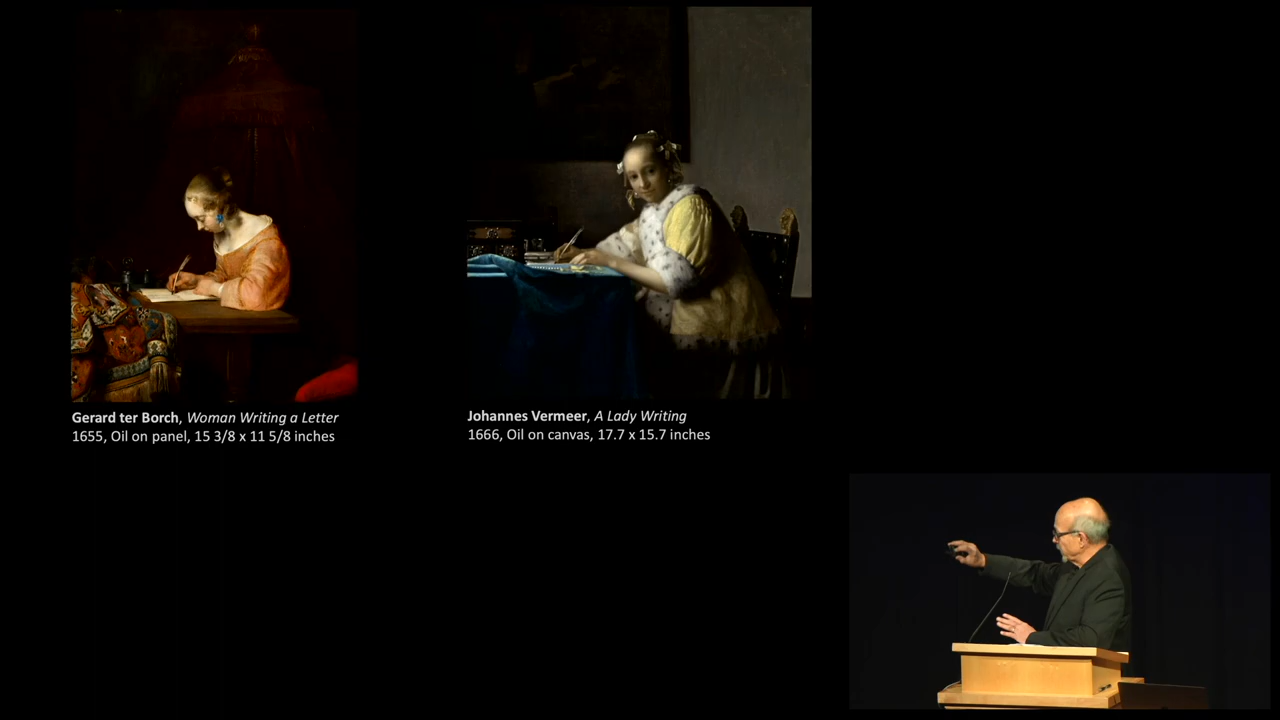 Gerard ter Borch, Woman Writing a Letter
1655, Oil on panel, 15 3/8 x 11 5/8 inches
Johannes Vermeer, A Lady Writing
1666, Oil on canvas, 17.7 x 15.7 inches